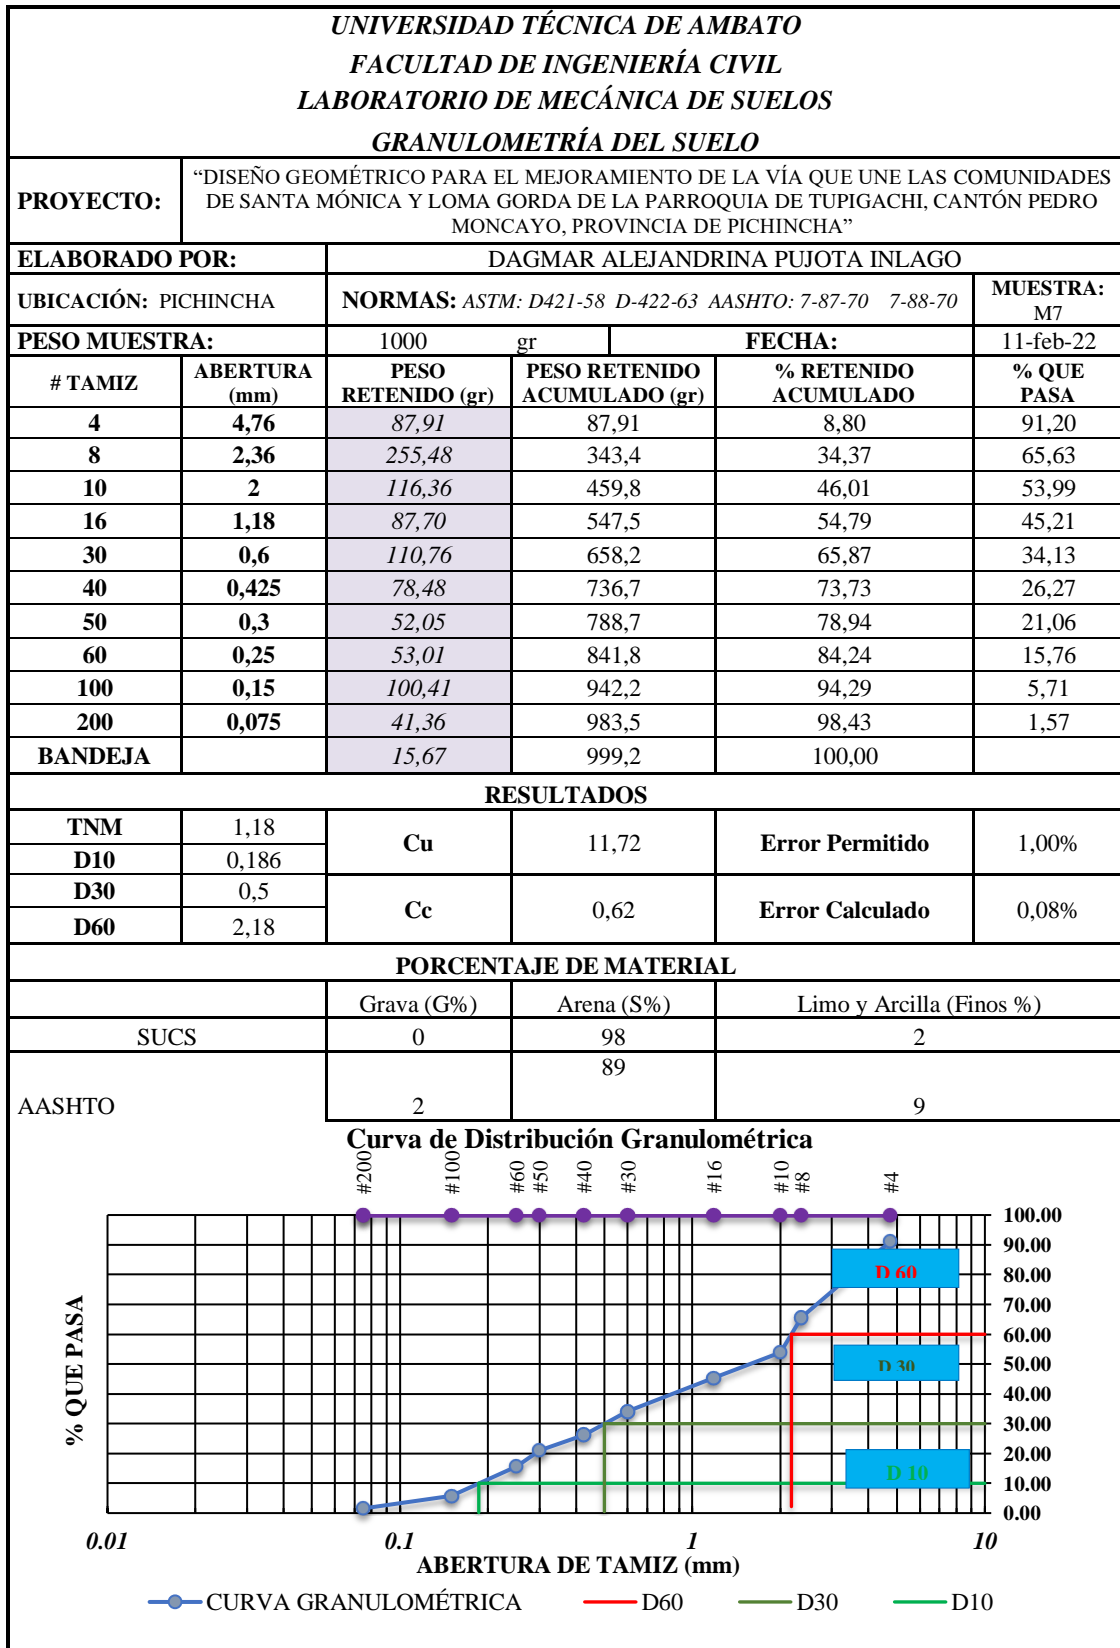 UNIVERSIDAD TÉCNICA DE AMBATO
FACULTAD DE INGENIERÍA CIVIL
LABORATORIO DE MECÁNICA DE SUELOS
GRANULOMETRÍA DEL SUELO
PROYECTO: “DISEÑO GEOMÉTRICO PARA EL MEJORAMIENTO DE LA VÍA QUE UNE LAS COMUNIDADES
DE SANTA MÓNICA Y LOMA GORDA DE LA PARROQUIA DE TUPIGACHI, CANTÓN PEDRO
MONCAYO, PROVINCIA DE PICHINCHA”
ELABORADO POR: DAGMAR ALEJANDRINA PUJOTA INLAGO
UBICACIÓN: PICHINCHA NORMAS: ASTM: D421-58 D-422-63 AASHTO: 7-87-70 7-88-70 MUESTRA:
M7
PESO MUESTRA: 1000 gr FECHA: 11-feb-22
# TAMIZ ABERTURA (mm) PESO RETENIDO (gr) PESO RETENIDO ACUMULADO (gr) % RETENIDO ACUMULADO % QUE PASA
4 4,76 87,91 87,91 8,80 91,20
8 2,36 255,48 343,4 34,37 65,63
10 2 116,36 459,8 46,01 53,99
16 1,18 87,70 547,5 54,79 45,21
30 0,6 110,76 658,2 65,87 34,13
40 0,425 78,48 736,7 73,73 26,27
50 0,3 52,05 788,7 78,94 21,06
60 0,25 53,01 841,8 84,24 15,76
100 0,15 100,41 942,2 94,29 5,71
200 0,075 41,36 983,5 98,43 1,57
BANDEJA 15,67 999,2 100,00
RESULTADOS
TNM 1,18 Cu 11,72 Error Permitido 1,00%
D10 0,186
D30 0,5 Cc 0,62 Error Calculado 0,08%
D60 2,18
PORCENTAJE DE MATERIAL
Grava (G%) Arena (S%) Limo y Arcilla (Finos %)
SUCS 0 98 2
AASHTO 2 89 9
Curva de Distribución Granulométrica
#200 #100 #60 #50 #40 #30 #16 #10 #8 #4
100.00
90.00
D 60
80.00
70.00
60.00
D 30
50.00
40.00
30.00
20.00
D 10
10.00
0.00
% QUE PASA
0.01 0.1 1 10
ABERTURA DE TAMIZ (mm)
CURVA GRANULOMÉTRICA D60 D30 D10